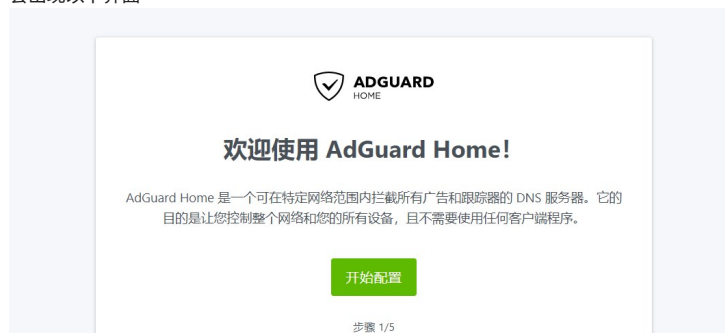 会出现以下界面
ADGUARD
HOME
欢迎使用 AdGuard Home!
AdGuard Home 是一个可在特定网络范围内拦截所有广告和跟踪器的 DNS 服务器。它的
目的是让您控制整个网络和您的所有设备，且不需要使用任何客户端程序。
开始配置
步骤 1/5